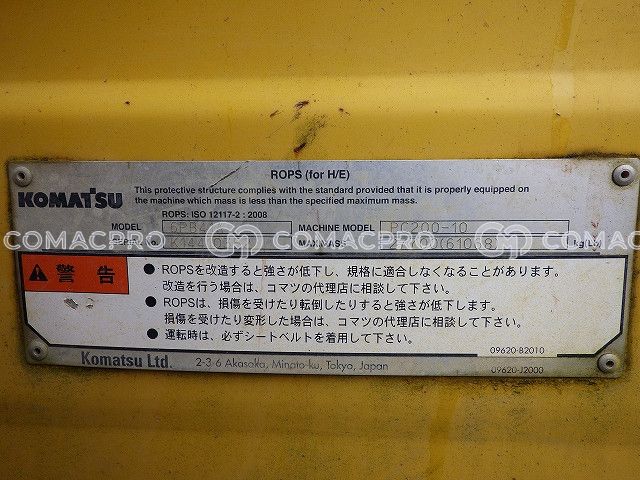 ROPS (for H/E)
KOMATSU
This protective structure complies with the standard provided that it is properly equipped on
the machine which mass is less than the specified maximum mass.
ROPS: ISO 12117-2 : 2008
MODEL
MACHINE MODEL PC200-10
COMACPRO COMACPRO COMACPRO
MAX.MASS
kg(Lb)
警告
● ROPSを改造すると強さが低下し、規格に適合しなくなることがあります。
改造を行う場合は、コマツの代理店に相談して下さい。
● ROPSは、損傷を受けたり転倒したりすると強さが低下します。
損傷を受けたり変形した場合は、コマツの代理店に相談して下さい。
● 運転時は、必ずシートベルトを着用して下さい。
09620-B2010
Komatsu Ltd. 2-3-6 Akasaka, Minato-ku, Tokyo, Japan
09620-J2000